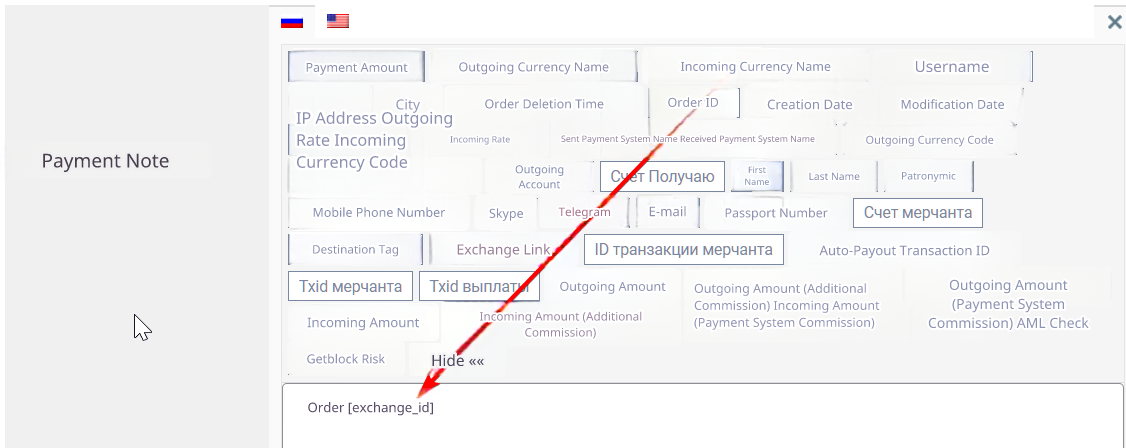 Payment Amount Outgoing Currency Name Incoming Currency Name Username
City Order Deletion Time Order ID Creation Date Modification Date
IP Address Outgoing
Rate Incoming
Currency Code
Incoming Rate Sent Payment System Name Received Payment System Name Outgoing Currency Code
Payment Note
Outgoing
Account
Счет Получаю
First
Name
Last Name Patronymic
Mobile Phone Number Skype Telegram E-mail Passport Number Счет мерчанта
Destination Tag Exchange Link ID транзакции мерчанта Auto-Payout Transaction ID
Txid мерчанта Txid выплаты Outgoing Amount
Outgoing Amount (Additional
Commission) Incoming Amount
(Payment System Commission)
Outgoing Amount
(Payment System
Commission) AML Check
Incoming Amount
Incoming Amount (Additional
Commission)
Getblock Risk Hide ««
Order [exchange_id]